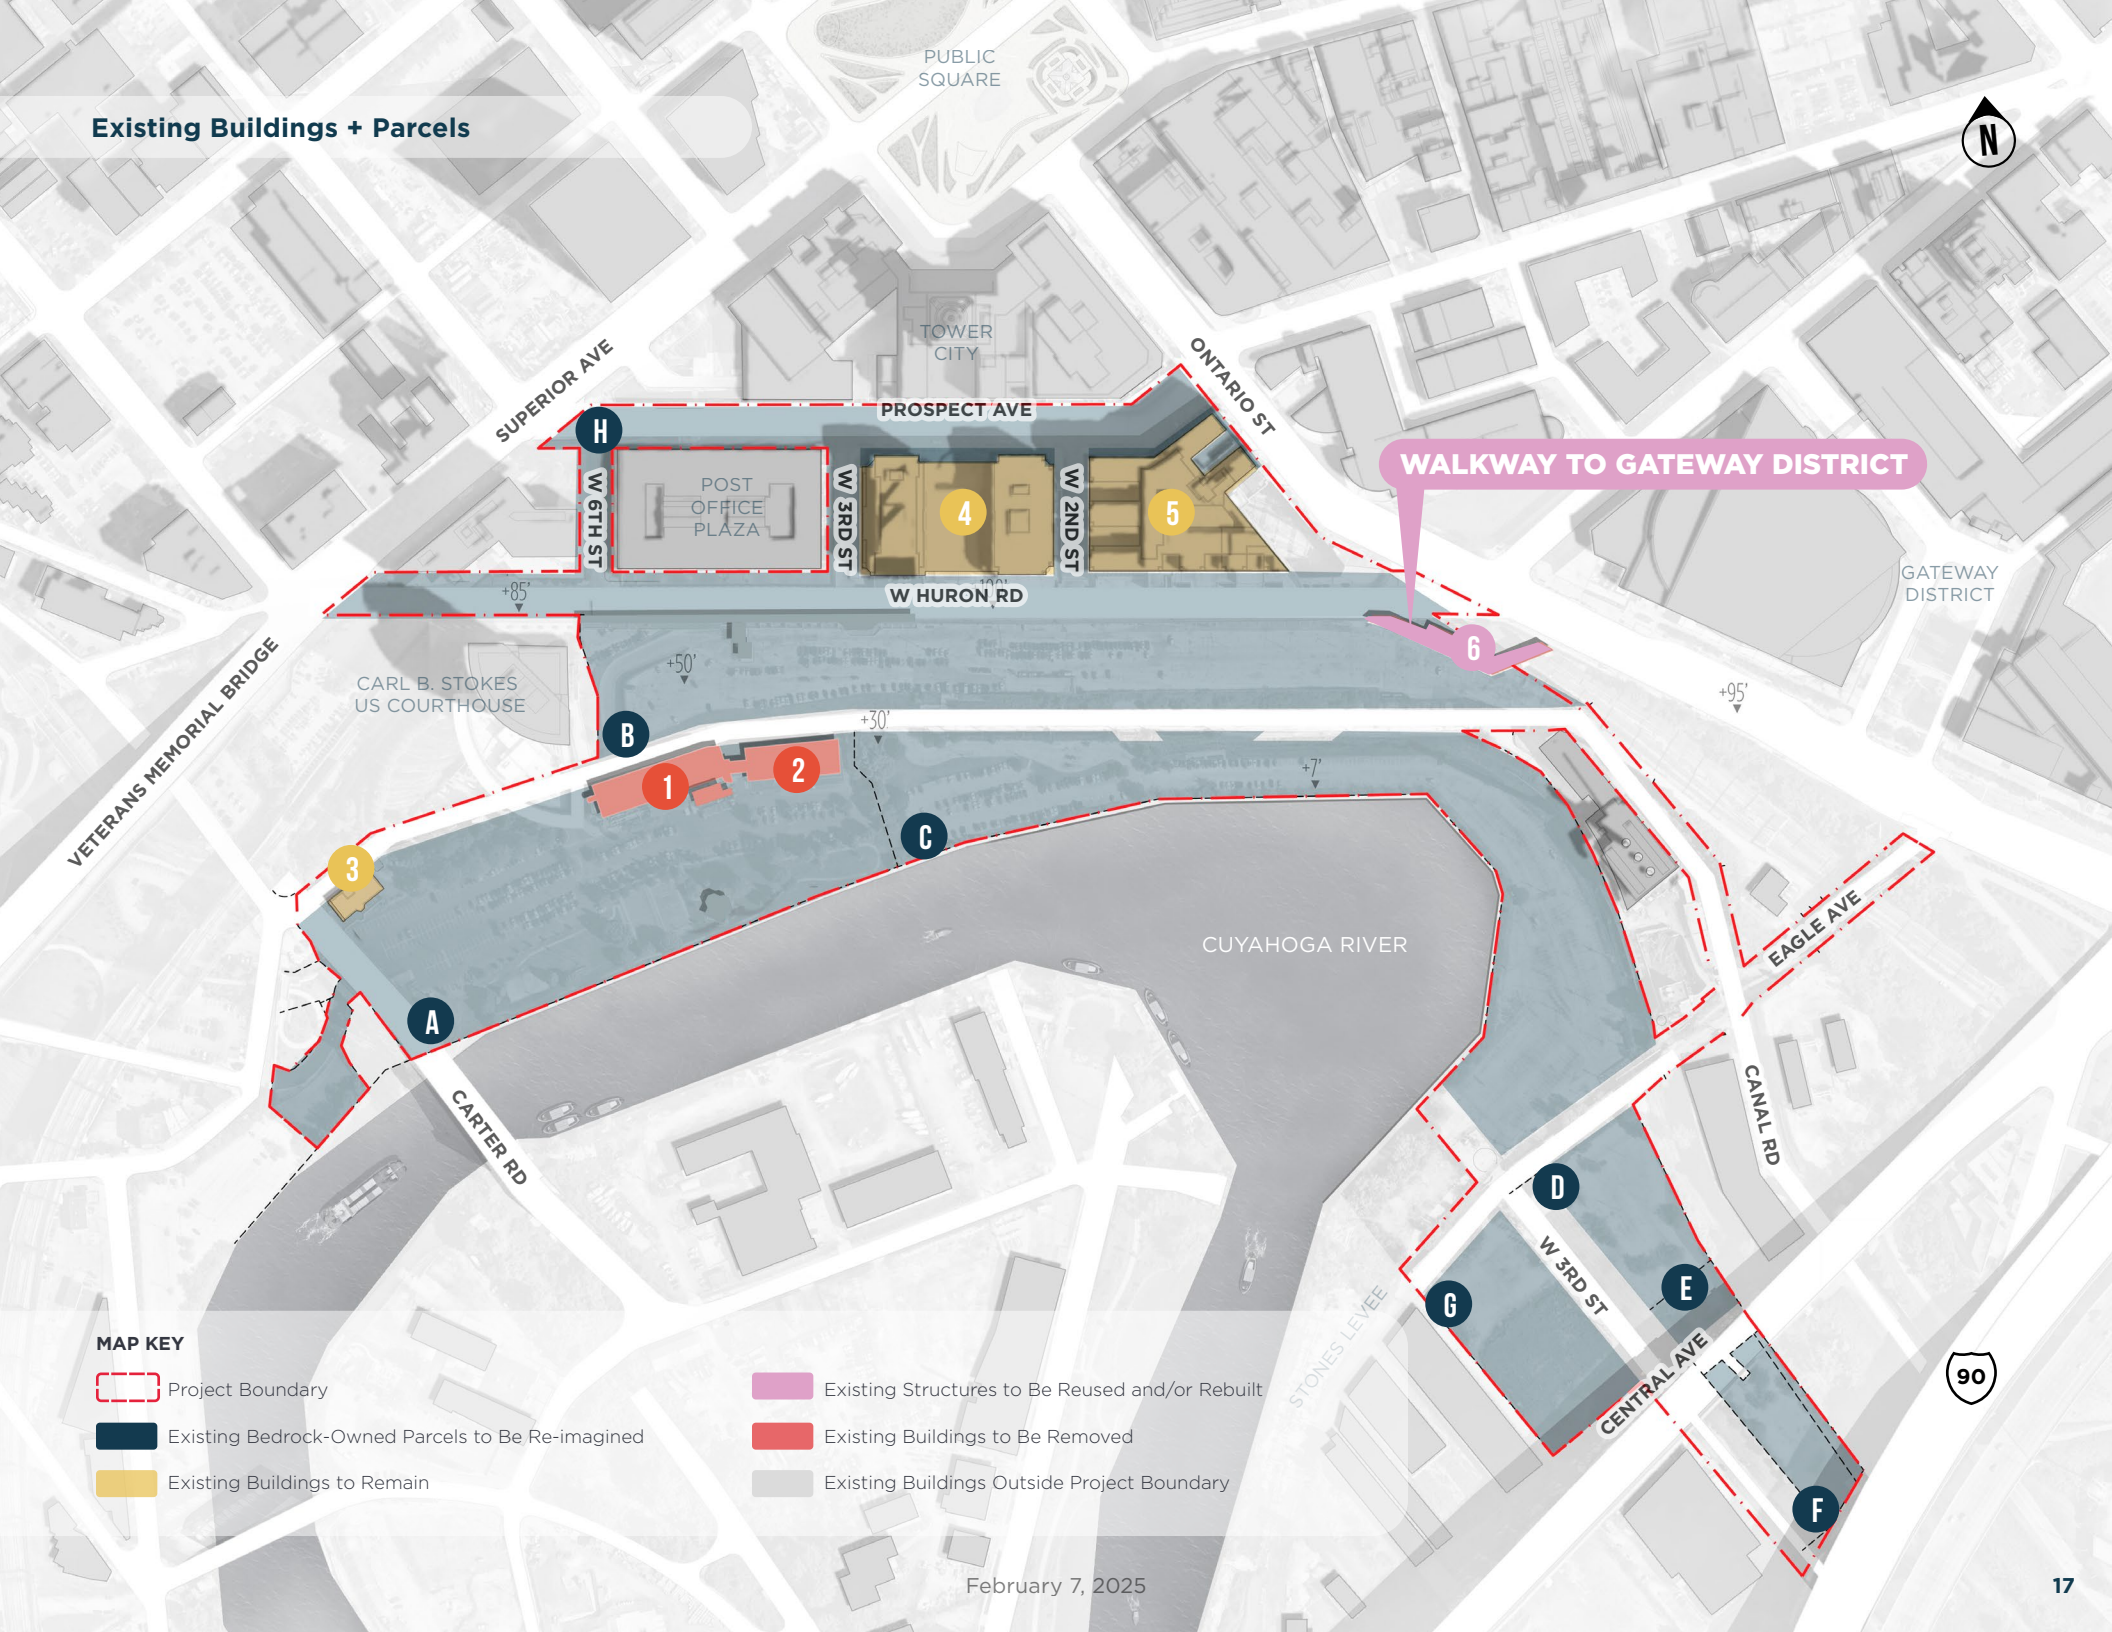 PUBLIC
SQUARE
Existing Buildings + Parcels
N
TOWER
CITY
SUPERIOR AVE
ONTARIO ST
PROSPECT AVE
H
WALKWAY TO GATEWAY DISTRICT
W 6TH ST
POST
OFFICE
PLAZA
W 3RD ST
4
W 2ND ST
5
GATEWAY
DISTRICT
+85'
W HURON RD
6
CARL B. STOKES
US COURTHOUSE
+50'
+95'
VETERANS MEMORIAL BRIDGE
B
+30'
1
2
+7'
C
3
EAGLE AVE
CUYAHOGA RIVER
A
CARTER RD
CANAL RD
D
W 3RD ST
E
G
STONES LEVEE
CENTRAL AVE
90
F
MAP KEY
Project Boundary
Existing Bedrock-Owned Parcels to Be Re-imagined
Existing Buildings to Remain
Existing Structures to Be Reused and/or Rebuilt
Existing Buildings to Be Removed
Existing Buildings Outside Project Boundary
February 7, 2025
17